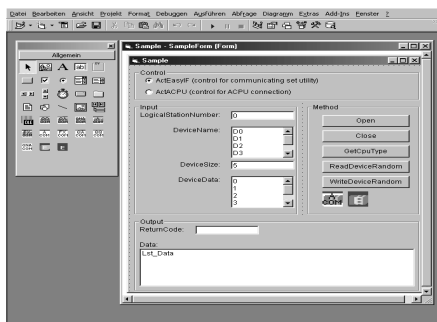 Datei Bearbeiten Ansicht Projekt Format Debuggen Ausführen Abfrage Diagramm Extras Add-Ins Fenster ?
Allgemein
Sample - SampleForm (Form)
Sample
Control
ActEasyIF (control for communicating set utility)
ActACPU (control for ACPU connection)
Input
LogicalStationNumber: 0
DeviceName: D0
D1
D2
D3
DeviceSize: 5
DeviceData: 0
1
2
3
Method
Open
Close
GetCpuType
ReadDeviceRandom
WriteDeviceRandom
Output
ReturnCode:
Data:
Lst_Data